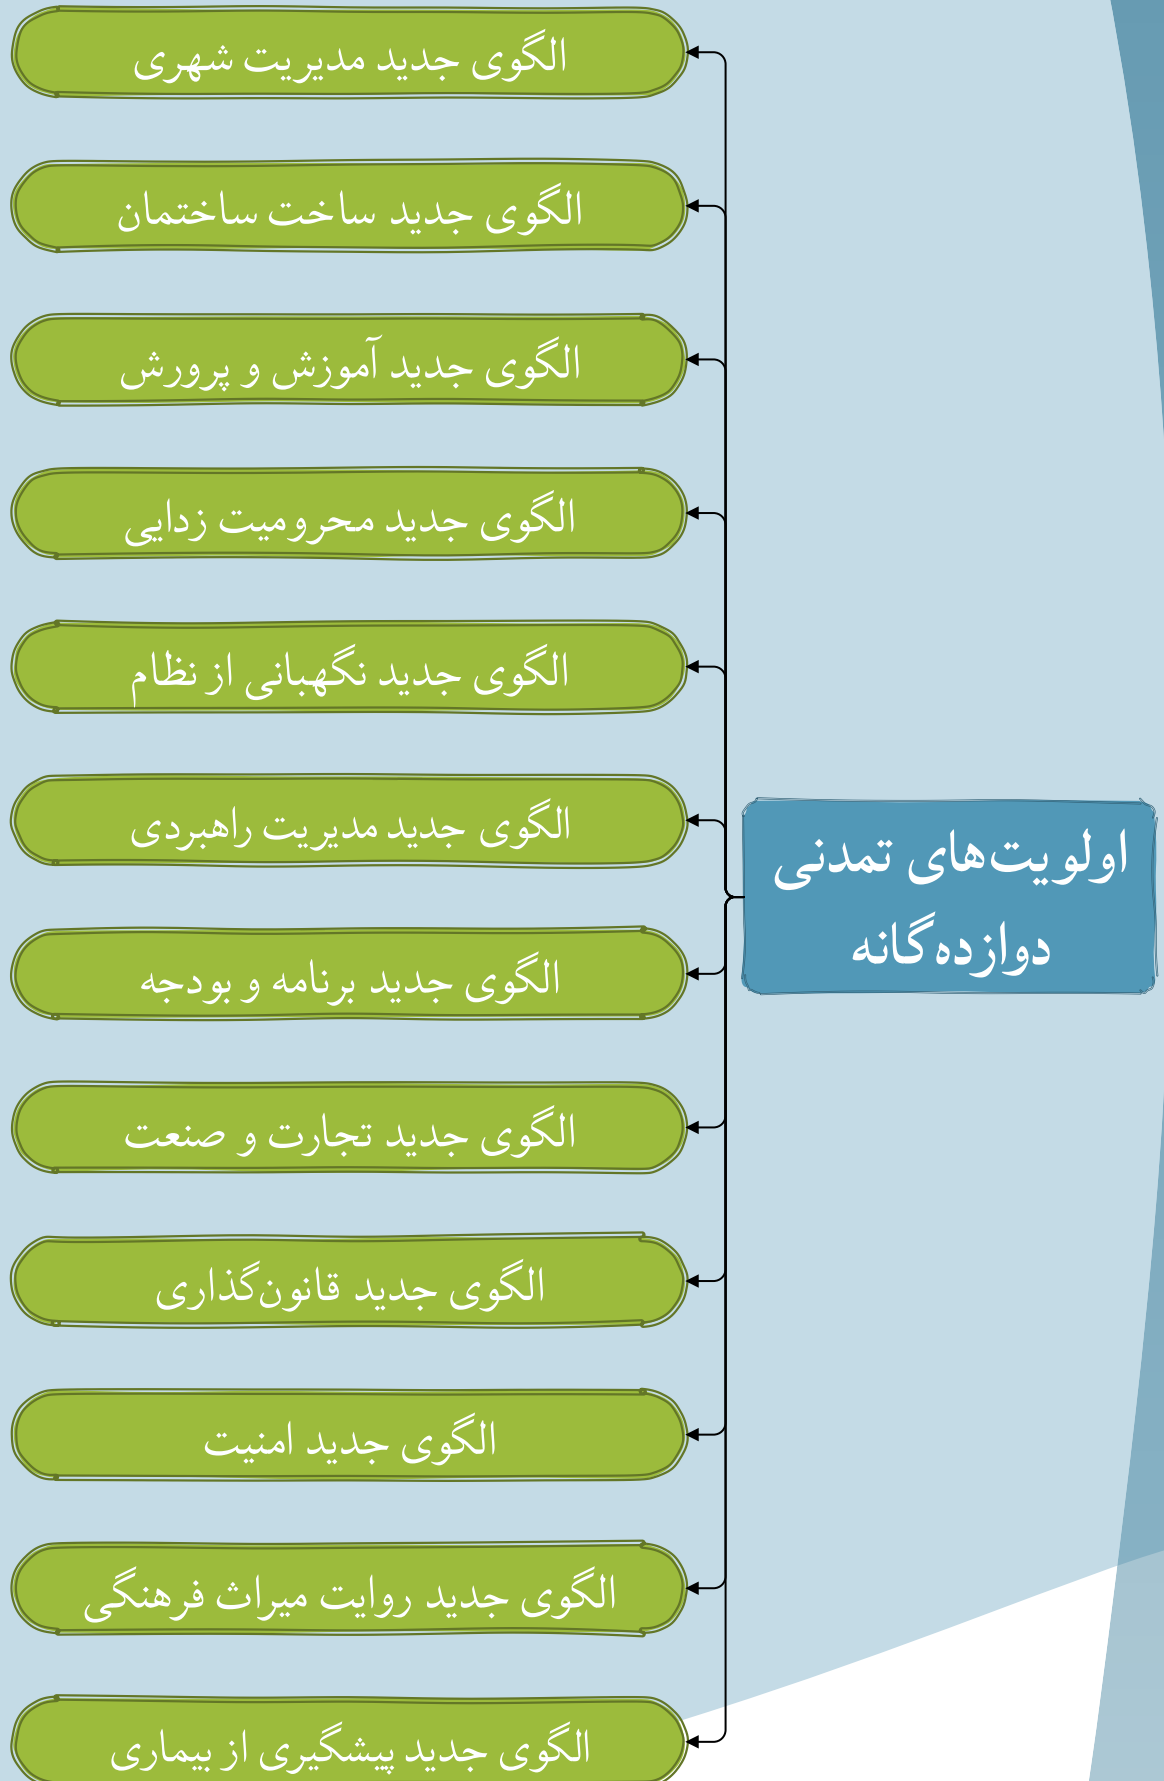 اولویت‌های تمدنی
دوازده‌گانه
الگوی جدید مدیریت شهری
الگوی جدید ساخت ساختمان
الگوی جدید آموزش و پرورش
الگوی جدید محرومیت زدایی
الگوی جدید نگهبانی از نظام
الگوی جدید مدیریت راهبردی
الگوی جدید برنامه و بودجه
الگوی جدید تجارت و صنعت
الگوی جدید قانون‌گذاری
الگوی جدید امنیت
الگوی جدید روایت میراث فرهنگی
الگوی جدید پیشگیری از بیماری